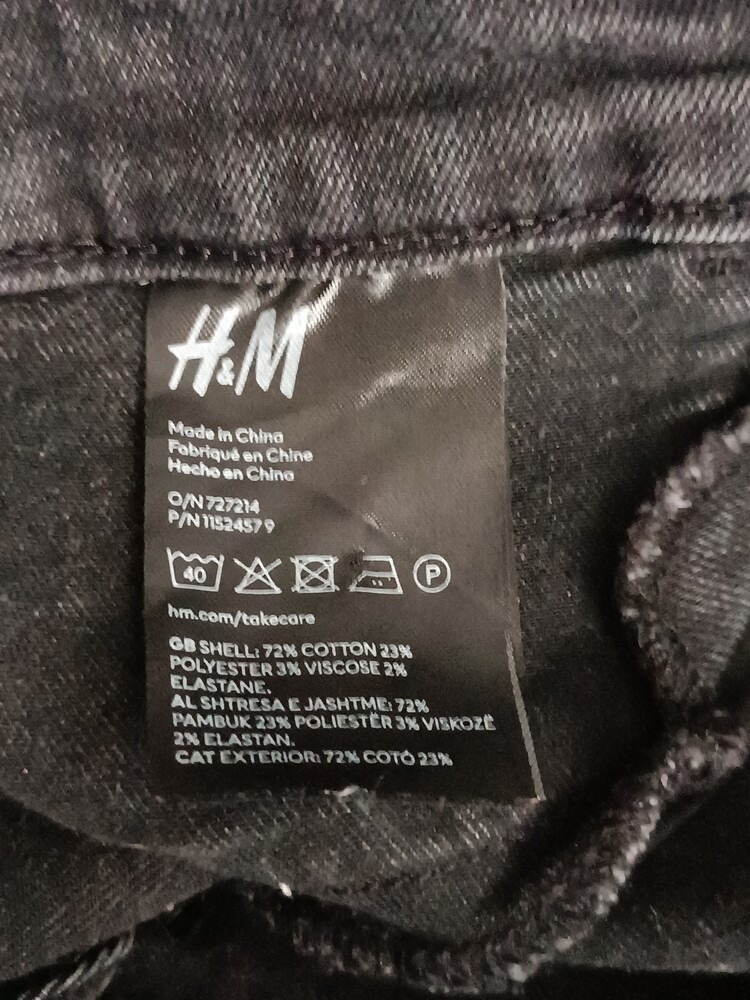 H&M
Made in China
Fabriqué en Chine
Hecho en China
O/N 727214
P/N 1152457 9
40
P
hm.com/takecare
GB SHELL: 72% COTTON 23%
POLYESTER 3% VISCOSE 2%
ELASTANE.
AL SHTRESA E JASHTME: 72%
PAMBUK 23% POLIESTËR 3% VISKOZË
2% ELASTAN.
CAT EXTERIOR: 72% COTÓ 23%